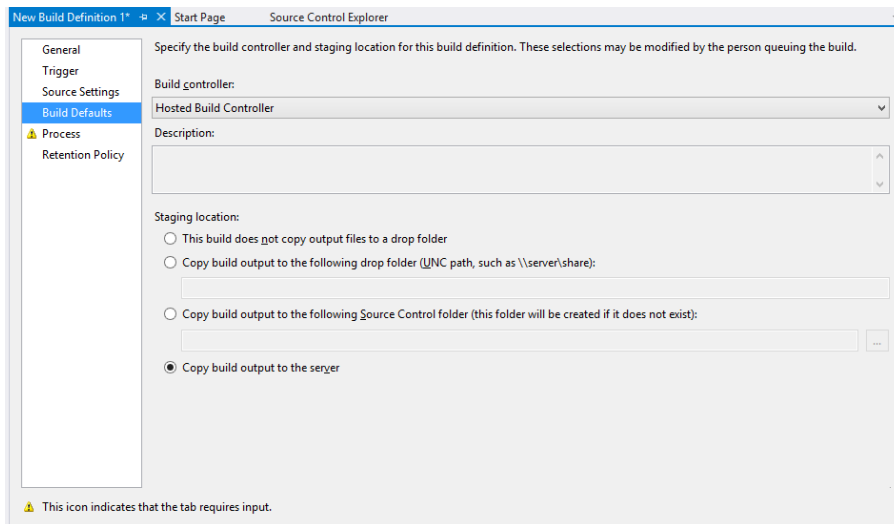 New Build Definition 1* Start Page Source Control Explorer
General
Trigger
Source Settings
Build Defaults
Process
Retention Policy
Specify the build controller and staging location for this build definition. These selections may be modified by the person queuing the build.
Build controller:
Hosted Build Controller
Description:
Staging location:
This build does not copy output files to a drop folder
Copy build output to the following drop folder (UNC path, such as \\server\share):
Copy build output to the following Source Control folder (this folder will be created if it does not exist):
...
Copy build output to the server
This icon indicates that the tab requires input.